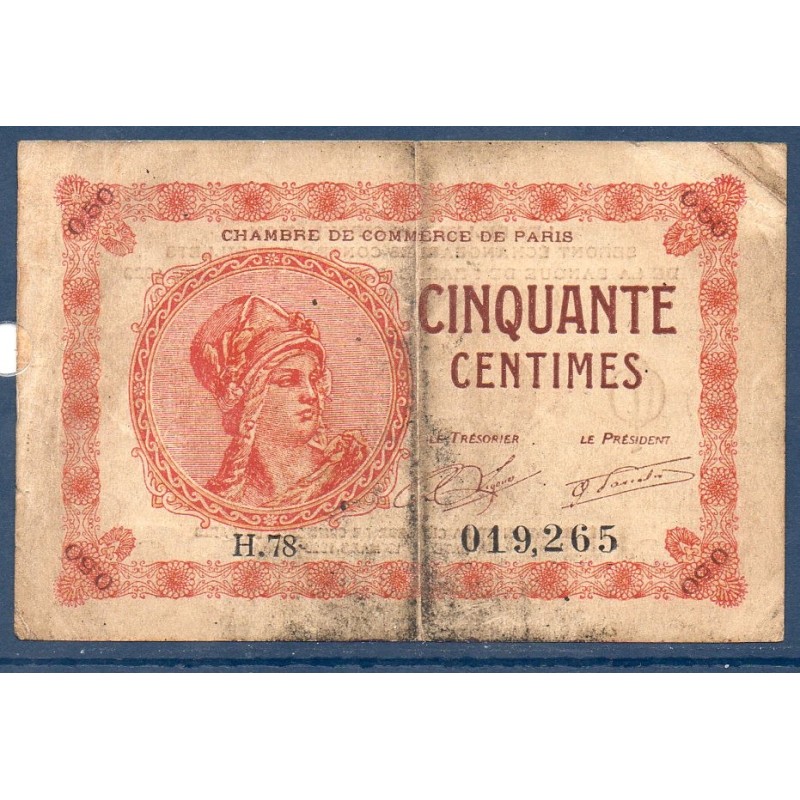 0.50 0.50
CHAMBRE DE COMMERCE DE PARIS
CINQUANTE
CENTIMES
LE TRÉSORIER LE PRÉSIDENT
H.78 019,265
0.50 0.50